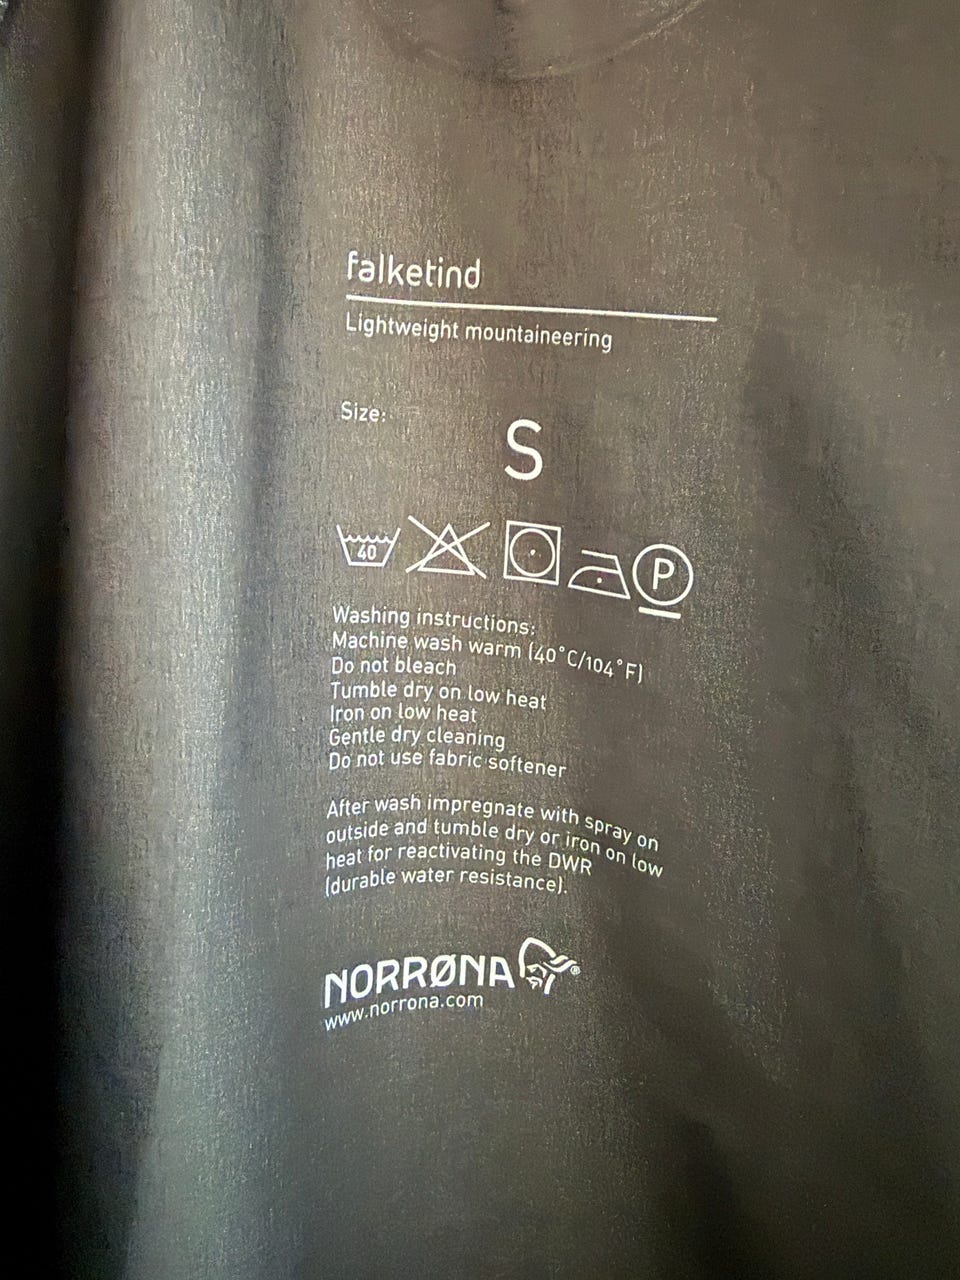 falketind
Lightweight mountaineering
Size:
S
40
P
Washing instructions:
Machine wash warm (40°C/104°F)
Do not bleach
Tumble dry on low heat
Iron on low heat
Gentle dry cleaning
Do not use fabric softener
After wash impregnate with spray on
outside and tumble dry or iron on low
heat for reactivating the DWR
(durable water resistance).
NORRØNA®
www.norrona.com